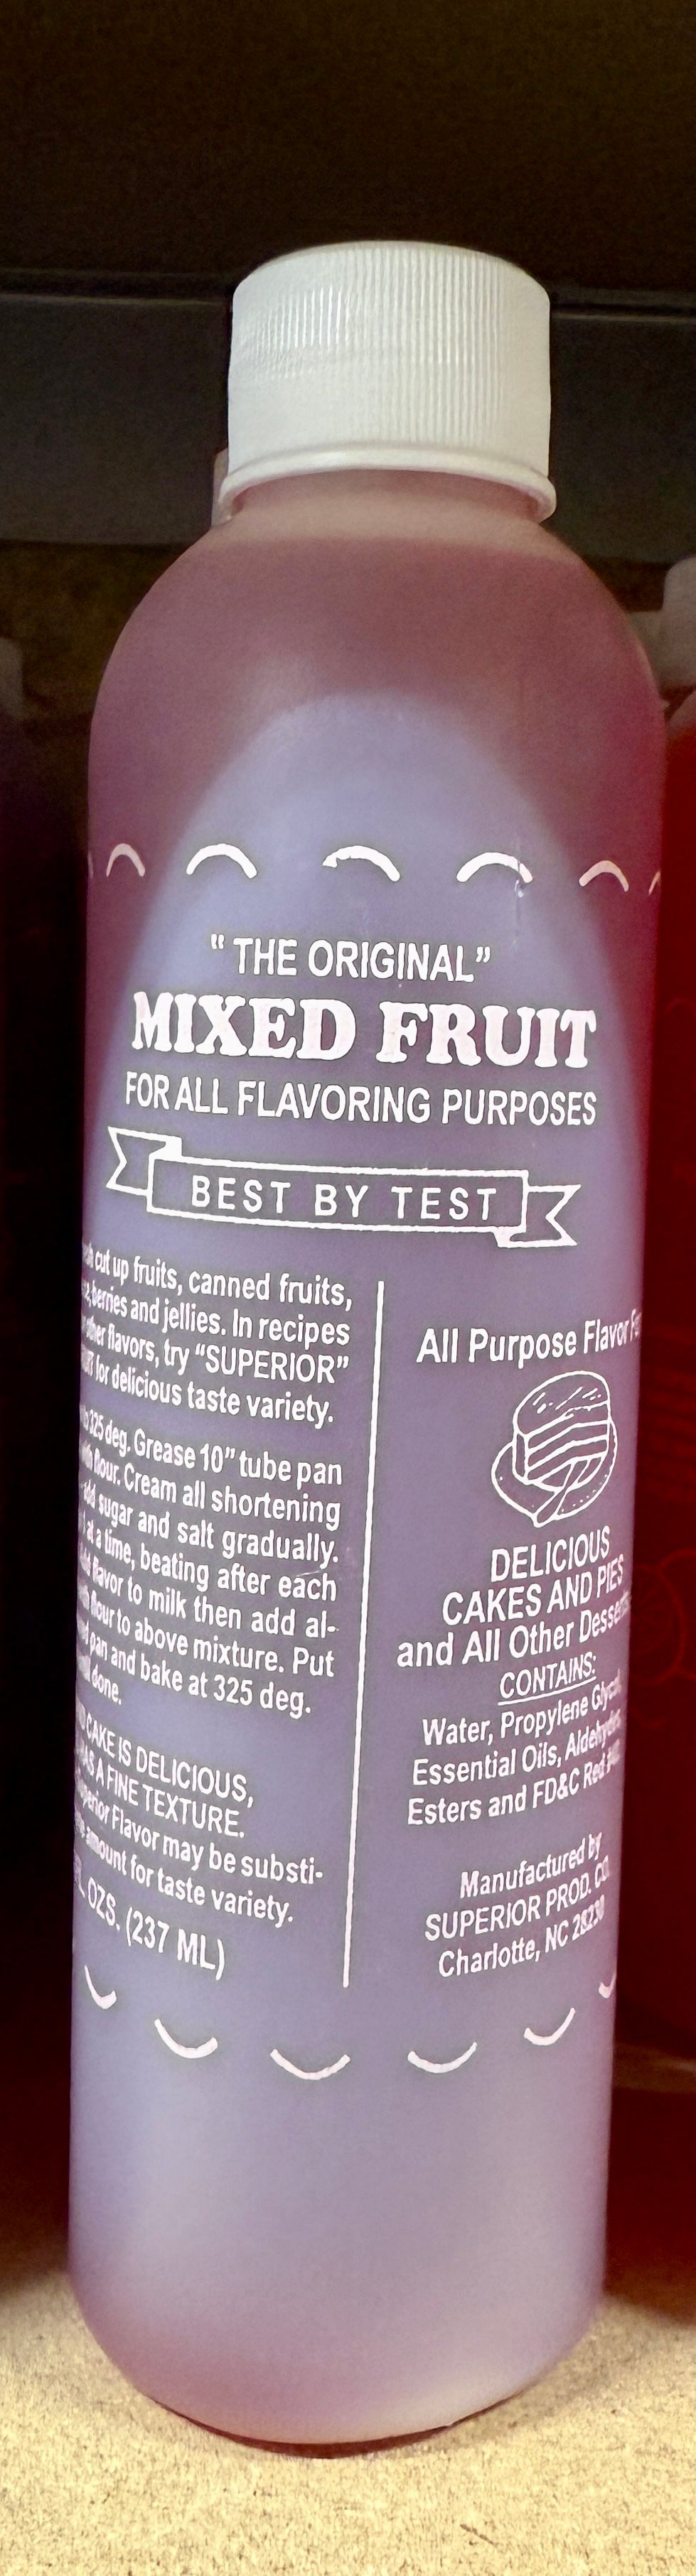 “ THE ORIGINAL”
MIXED FRUIT
FOR ALL FLAVORING PURPOSES
BEST BY TEST
cut up fruits, canned fruits,
berries and jellies. In recipes
other flavors, try “SUPERIOR”
for delicious taste variety.
325 deg. Grease 10” tube pan
flour. Cream all shortening
add sugar and salt gradually.
at a time, beating after each
flavor to milk then add al-
flour to above mixture. Put
pan and bake at 325 deg.
done.
CAKE IS DELICIOUS,
HAS A FINE TEXTURE.
Superior Flavor may be substi-
amount for taste variety.
OZS. (237 ML)
All Purpose Flavor
DELICIOUS
CAKES AND PIES
and All Other
CONTAINS:
Water, Propylene
Essential Oils,
Esters and FD&C Red
Manufactured by
SUPERIOR PROD. CO.
Charlotte, NC 28230